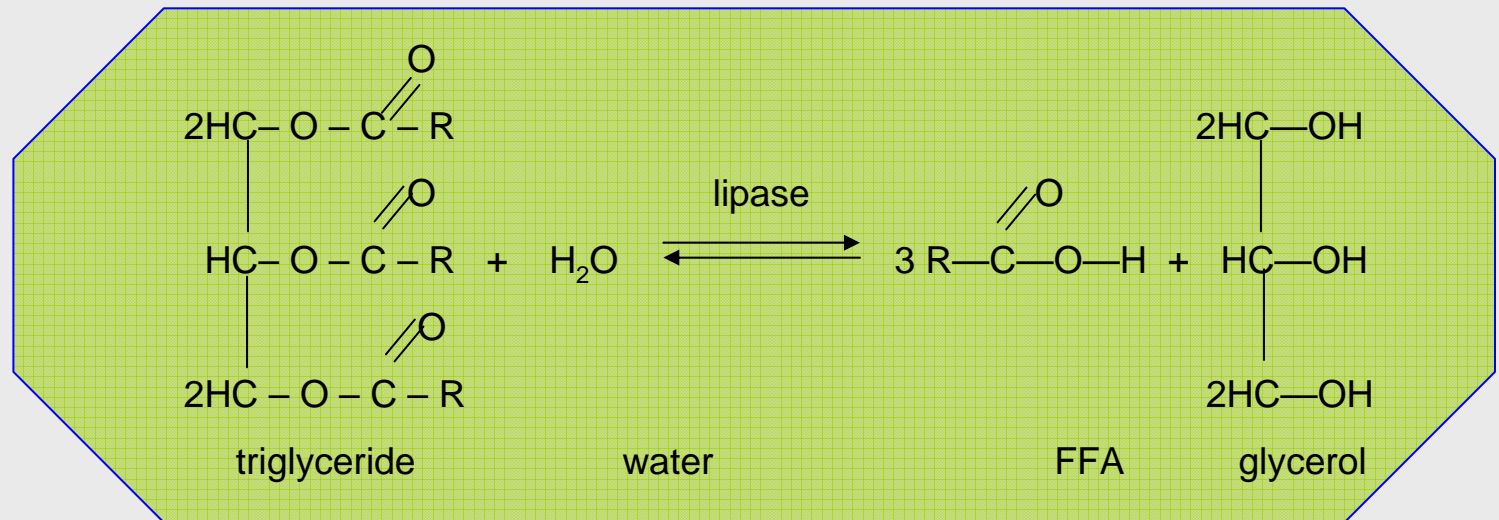 O
2HC– O – C – R
2HC—OH
O
lipase
O
HC– O – C – R + H₂O
3 R—C—O—H + HC—OH
O
2HC – O – C – R
2HC—OH
triglyceride water FFA glycerol